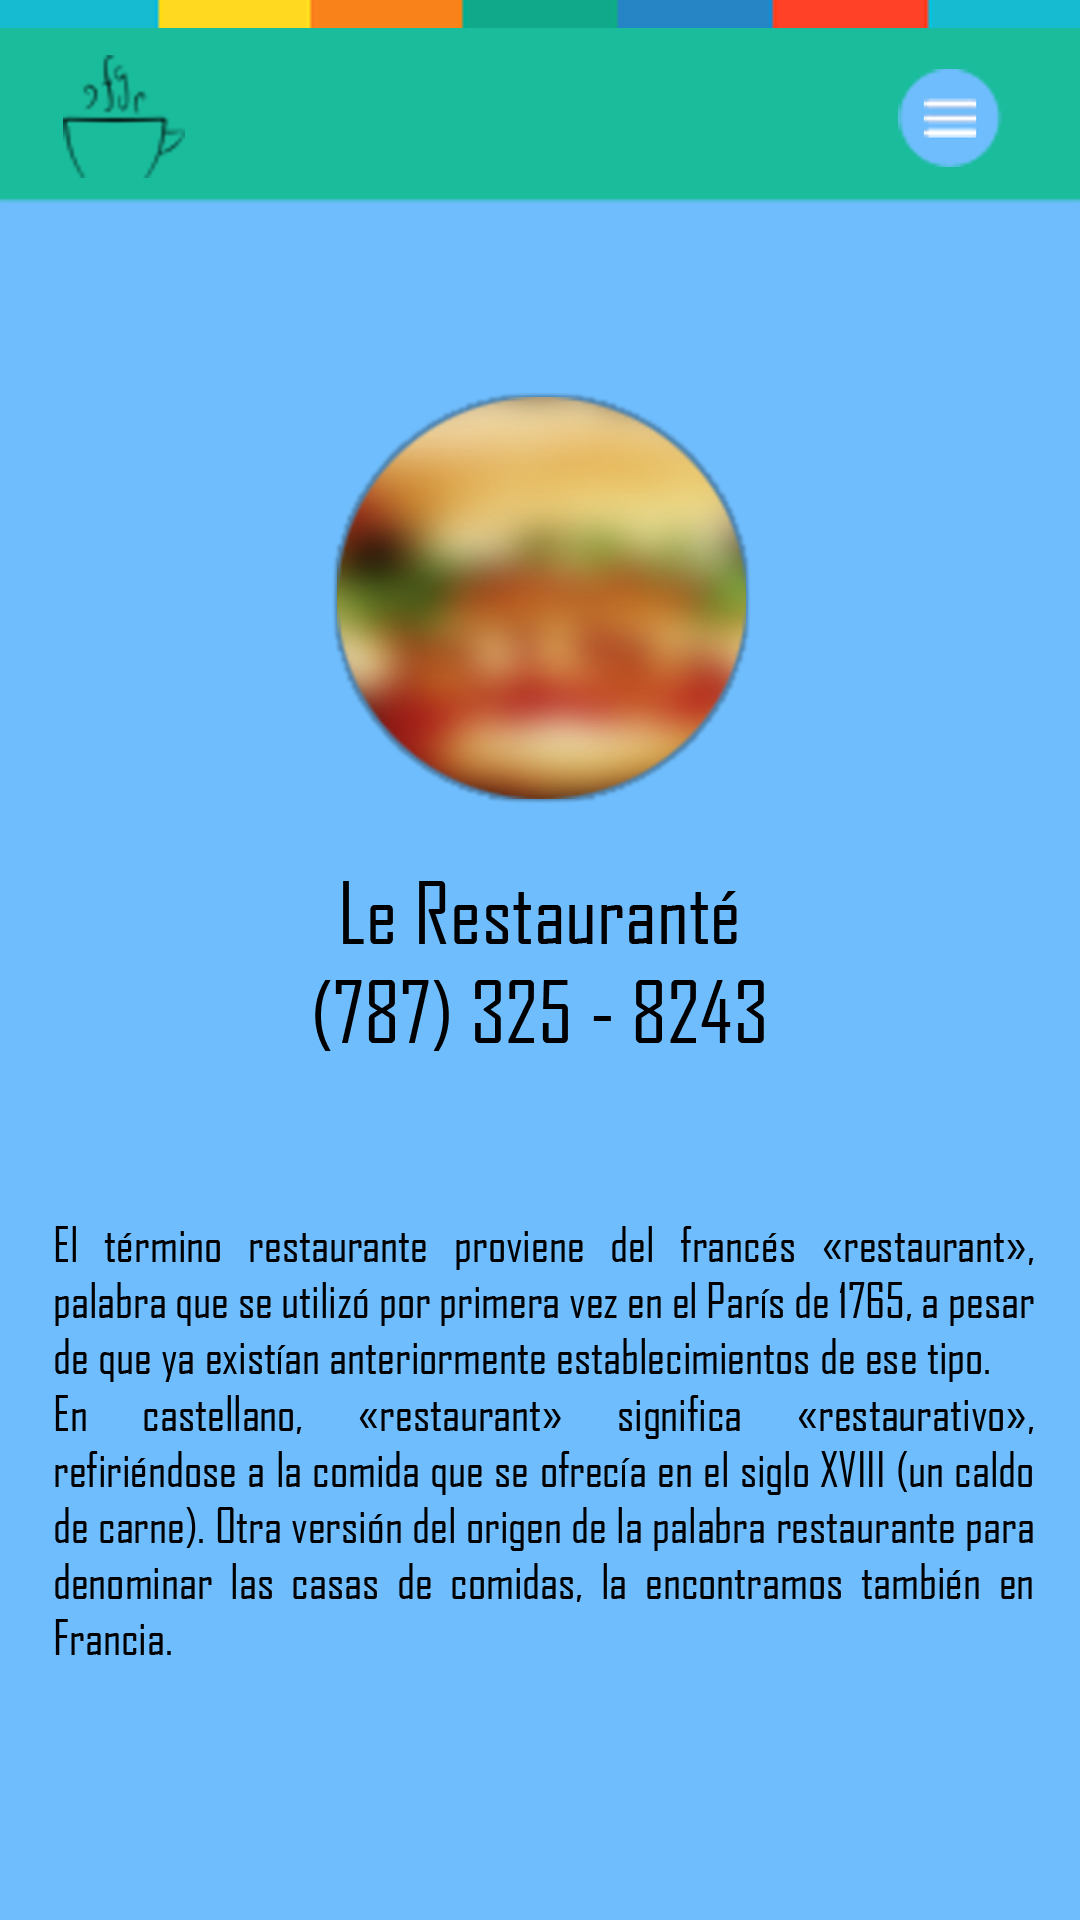 Le Restauranté
(787) 325 - 8243
El término restaurante proviene del francés «restaurant»,
palabra que se utilizó por primera vez en el París de 1765, a pesar
de que ya existían anteriormente establecimientos de ese tipo.
En castellano, «restaurant» significa «restaurativo»,
refiriéndose a la comida que se ofrecía en el siglo XVIII (un caldo
de carne). Otra versión del origen de la palabra restaurante para
denominar las casas de comidas, la encontramos también en
Francia.